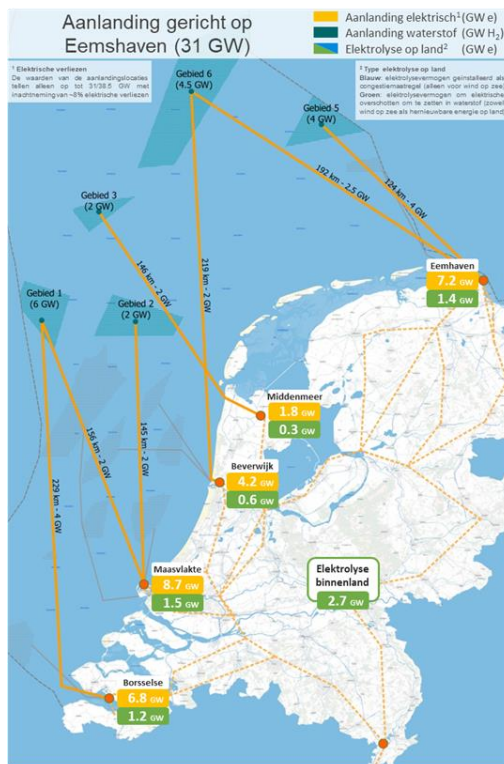 Aanlanding gericht op
Eemshaven (31 GW)
Aanlanding elektrisch¹ (GW e)
Aanlanding waterstof (GW H₂)
Elektrolyse op land² (GW e)
¹ Elektrische verliezen
De waarden van de aanlandingslocaties
tellen alleen op tot 31/38.5 GW met
inachtneming van ~8% elektrische verliezen
² Type elektrolyse op land
Blauw: elektrolysevermogen geïnstalleerd als
congestiemaatregel (alleen voor wind op zee)
Groen: elektrolysevermogen om elektrische
overschotten om te zetten in waterstof (zowel
wind op zee als hernieuwbare energie op land)
Gebied 6
(4.5 GW)
Gebied 5
(4 GW)
192 km - 2.5 GW
124 km - 4 GW
Gebied 3
(2 GW)
146 km - 2 GW
219 km - 2 GW
Eemhaven
7.2 GW
1.4 GW
Gebied 1
(6 GW)
Gebied 2
(2 GW)
156 km - 2 GW
145 km - 2 GW
229 km - 4 GW
Middenmeer
1.8 GW
0.3 GW
Beverwijk
4.2 GW
0.6 GW
Maasvlakte
8.7 GW
1.5 GW
Elektrolyse
binnenland
2.7 GW
Borsselse
6.8 GW
1.2 GW